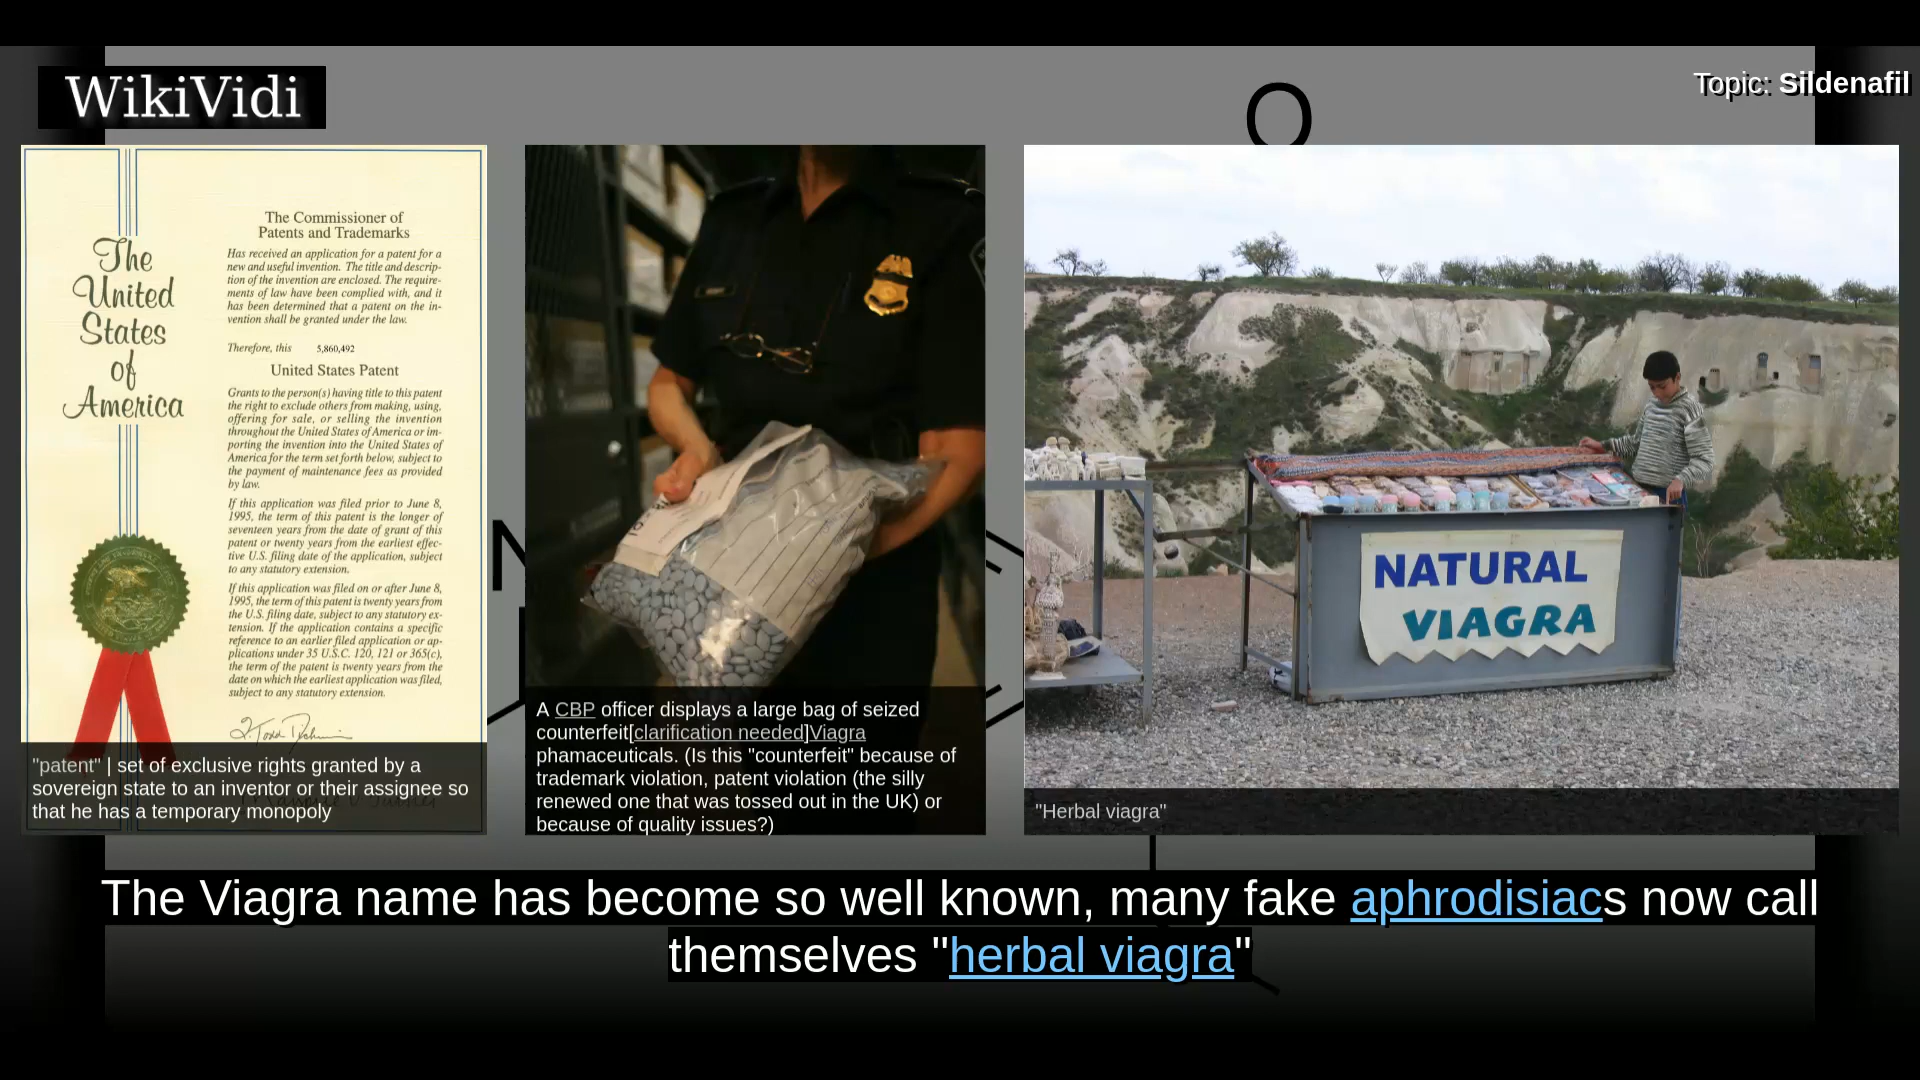 WikiVidi
Topic: Sildenafil
O
The
United
States
of
America
The Commissioner of
Patents and Trademarks
Has received an application for a patent for a
new and useful invention. The title and descrip-
tion of the invention are enclosed. The require-
ments of law have been complied with, and it
has been determined that a patent on the in-
vention shall be granted under the law.
Therefore, this 5,860,492
United States Patent
Grants to the person(s) having title to this patent
the right to exclude others from making, using,
offering for sale, or selling the invention
throughout the United States of America or im-
porting the invention into the United States of
America for the term set forth below, subject to
the payment of maintenance fees as provided
by law.
If this application was filed prior to June 8,
1995, the term of this patent is the longer of
seventeen years from the date of grant of this
patent or twenty years from the earliest effec-
tive U.S. filing date of the application, subject
to any statutory extension.
If this application was filed on or after June 8,
1995, the term of this patent is twenty years from
the U.S. filing date, subject to any statutory ex-
tension. If the application contains a specific
reference to an earlier filed application or ap-
plications under 35 U.S.C. 120, 121 or 365(c),
the term of the patent is twenty years from the
date on which the earliest application was filed,
subject to any statutory extension.
"patent" | set of exclusive rights granted by a
sovereign state to an inventor or their assignee so
that he has a temporary monopoly
N
A CBP officer displays a large bag of seized
counterfeit[clarification needed]Viagra
phamaceuticals. (Is this "counterfeit" because of
trademark violation, patent violation (the silly
renewed one that was tossed out in the UK) or
because of quality issues?)
NATURAL
VIAGRA
"Herbal viagra"
The Viagra name has become so well known, many fake aphrodisiacs now call
themselves "herbal viagra"